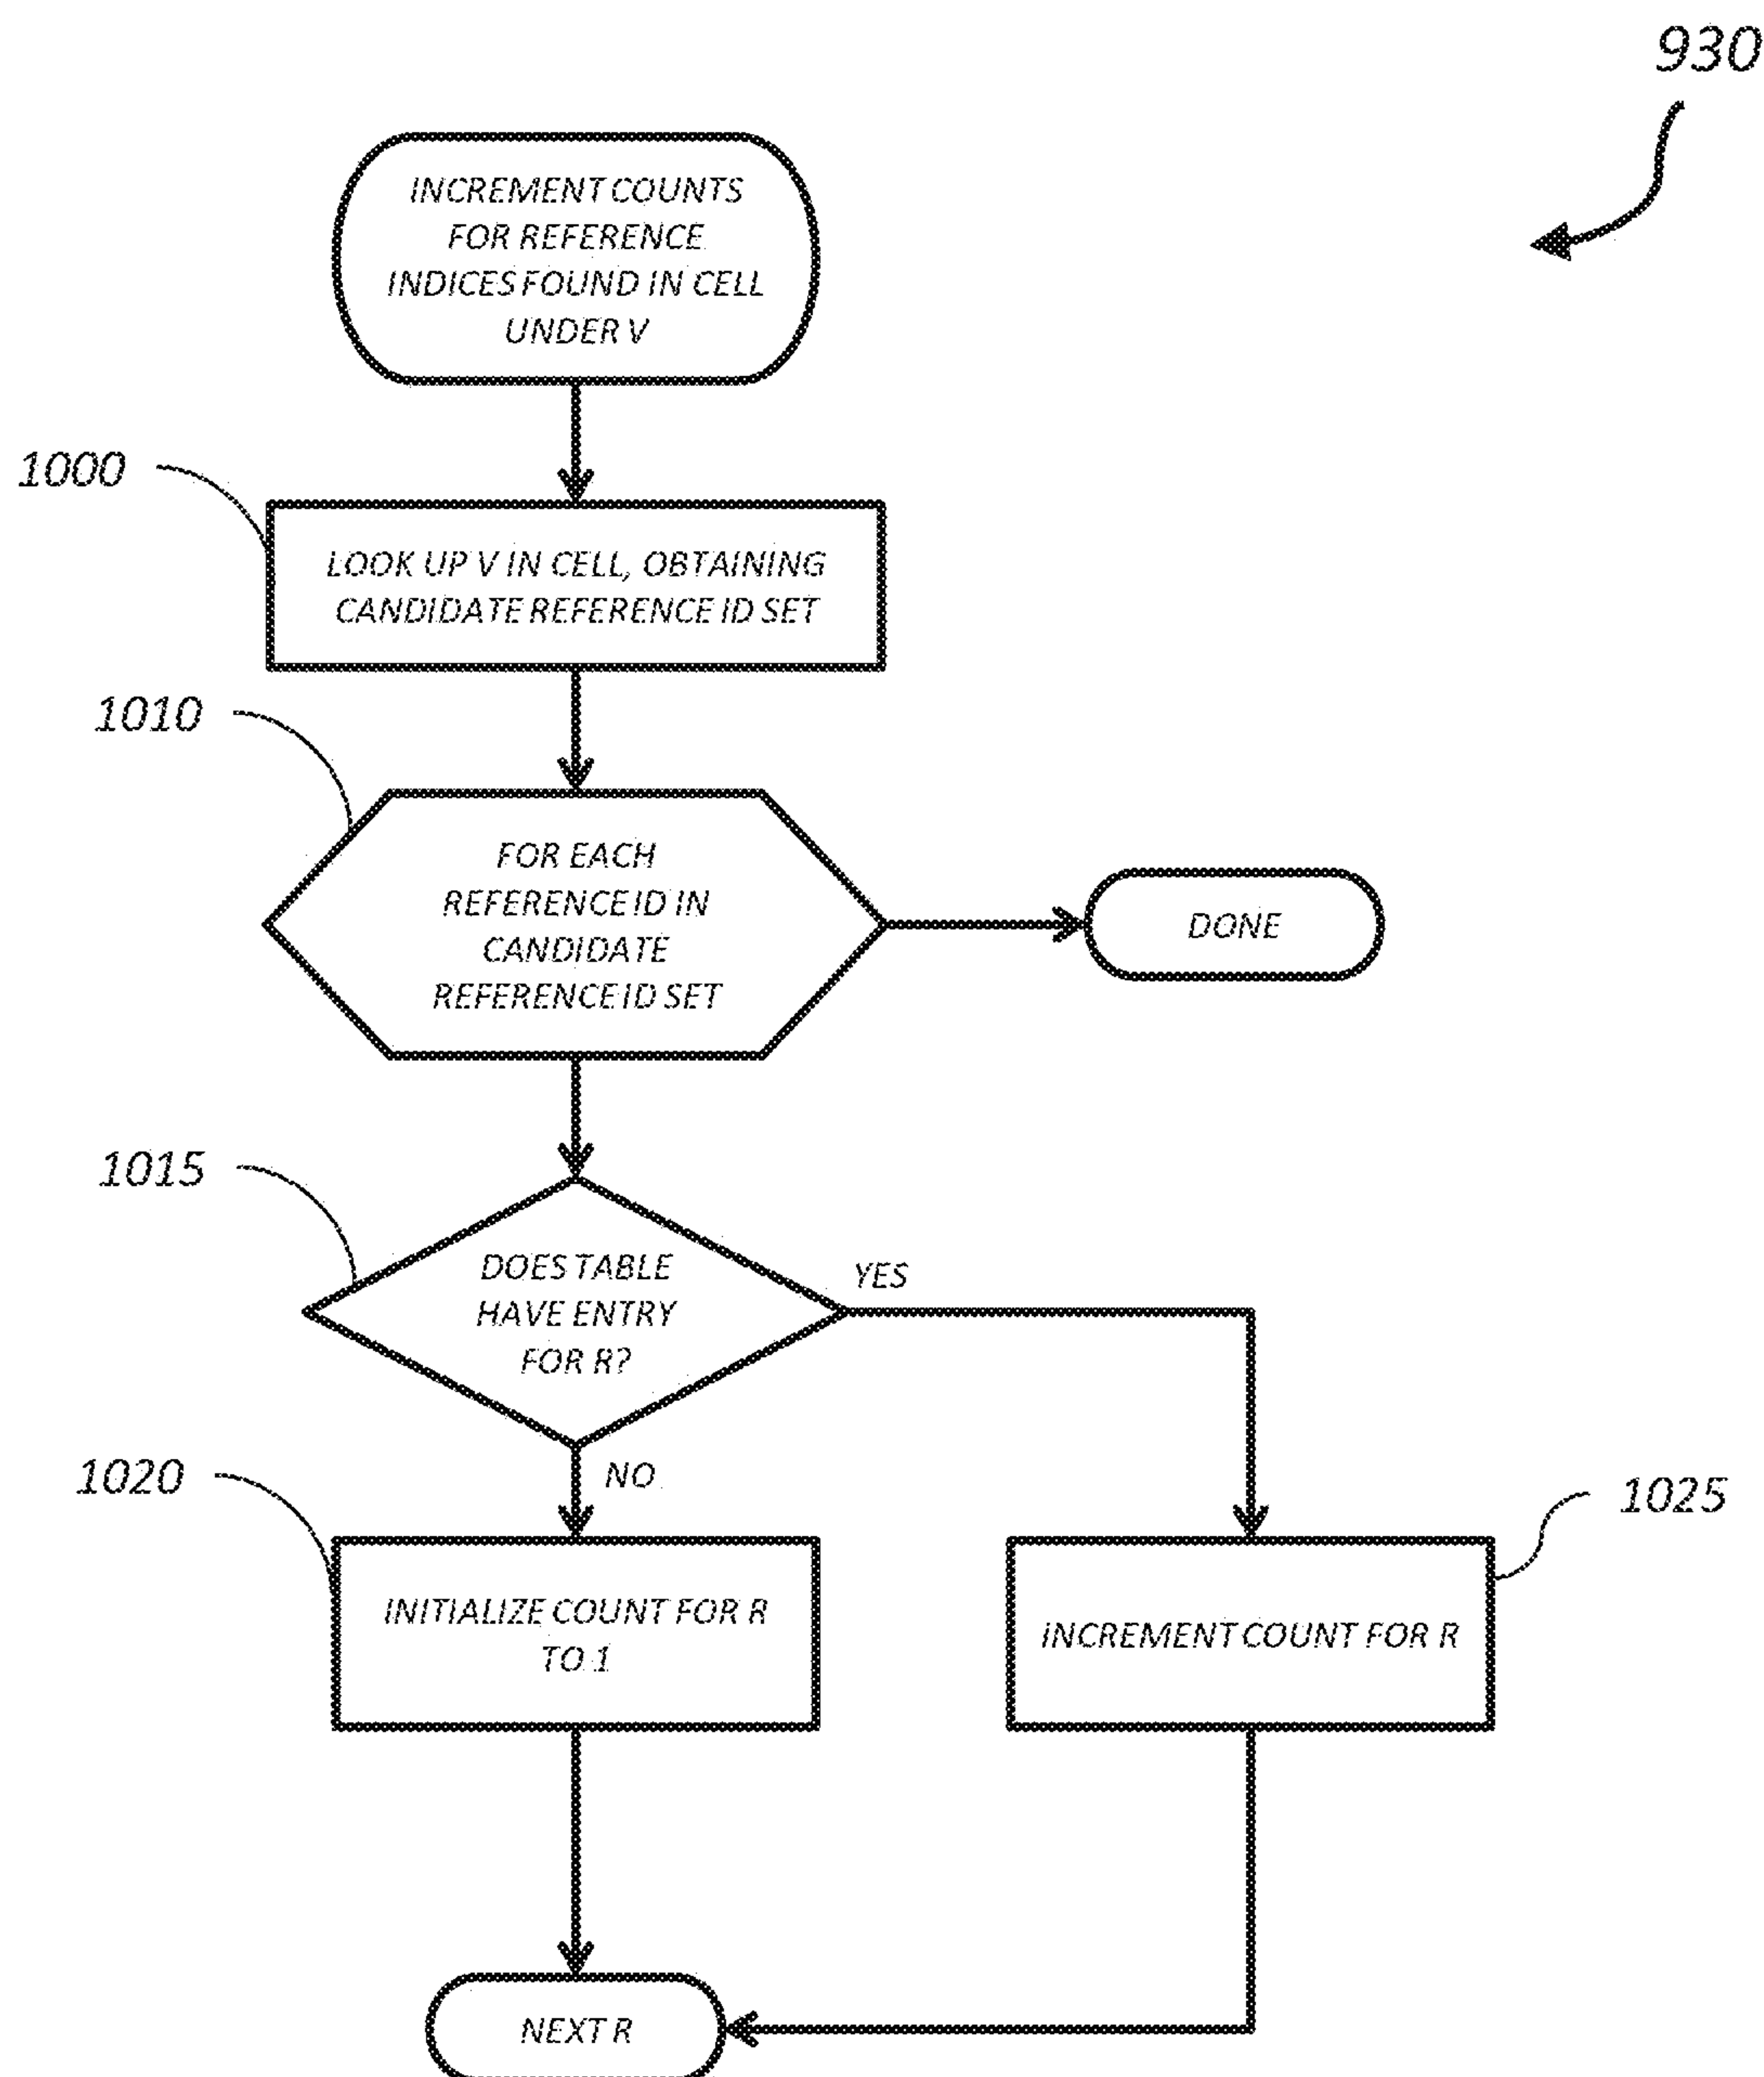 930
INCREMENT COUNTS
FOR REFERENCE
INDICES FOUND IN CELL
UNDER V
1000
LOOK UP V IN CELL, OBTAINING
CANDIDATE REFERENCE ID SET
1010
FOR EACH
REFERENCE ID IN
CANDIDATE
REFERENCE ID SET
DONE
1015
DOES TABLE
HAVE ENTRY
FOR R?
YES
NO
1020
INITIALIZE COUNT FOR R
TO 1
1025
INCREMENT COUNT FOR R
NEXT R